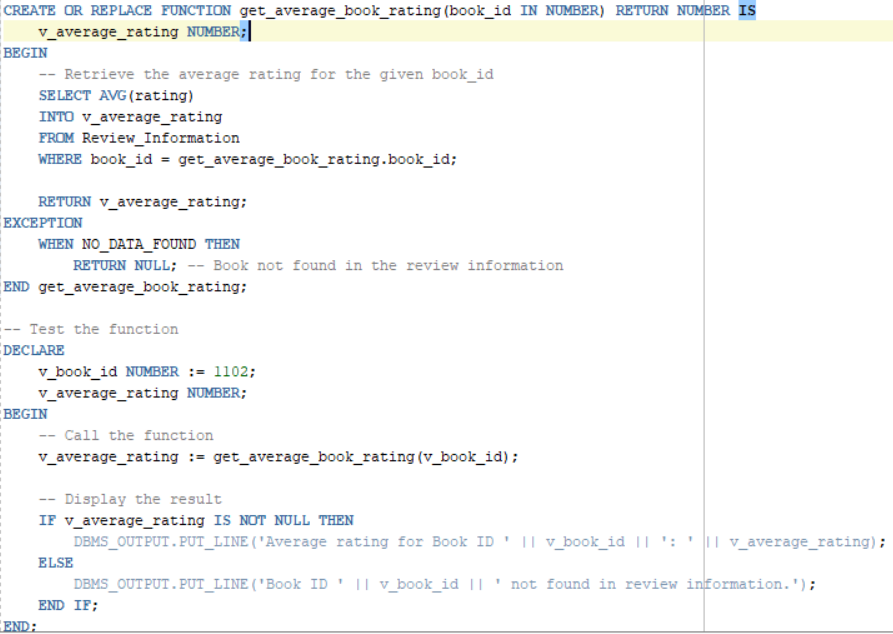 CREATE OR REPLACE FUNCTION get_average_book_rating(book_id IN NUMBER) RETURN NUMBER IS
    v_average_rating NUMBER;
BEGIN
    -- Retrieve the average rating for the given book_id
    SELECT AVG(rating)
    INTO v_average_rating
    FROM Review_Information
    WHERE book_id = get_average_book_rating.book_id;

    RETURN v_average_rating;
EXCEPTION
    WHEN NO_DATA_FOUND THEN
        RETURN NULL; -- Book not found in the review information
END get_average_book_rating;

-- Test the function
DECLARE
    v_book_id NUMBER := 1102;
    v_average_rating NUMBER;
BEGIN
    -- Call the function
    v_average_rating := get_average_book_rating(v_book_id);

    -- Display the result
    IF v_average_rating IS NOT NULL THEN
        DBMS_OUTPUT.PUT_LINE('Average rating for Book ID ' || v_book_id || ': ' || v_average_rating);
    ELSE
        DBMS_OUTPUT.PUT_LINE('Book ID ' || v_book_id || ' not found in review information.');
    END IF;
END;